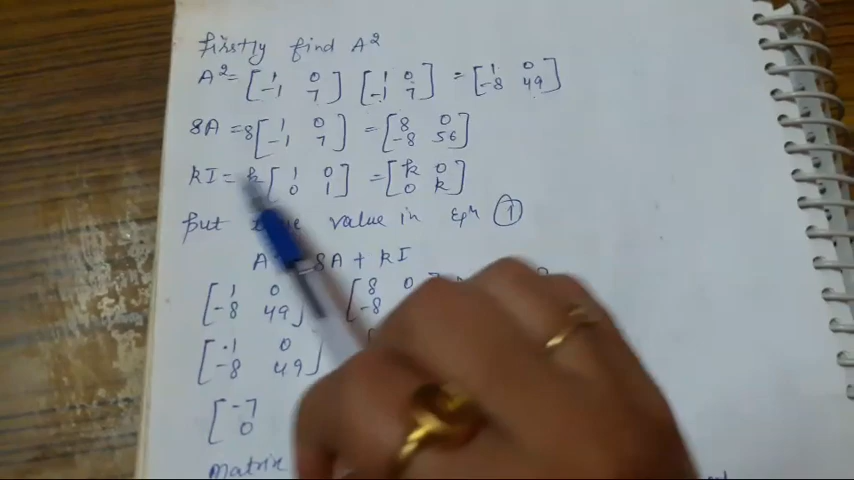 Firstly find A²
A² = [1 0 -1 7] [1 0 -1 7] = [1 0 -8 49]
8A = 8 [1 0 -1 7] = [8 0 -8 56]
kI = k [1 0 0 1] = [k 0 0 k]
put value in Eqⁿ ①
A 8A + kI
[1 0 -8 49] [8 0 -8
[1 0 -8 49]
[-7 0
Matrix